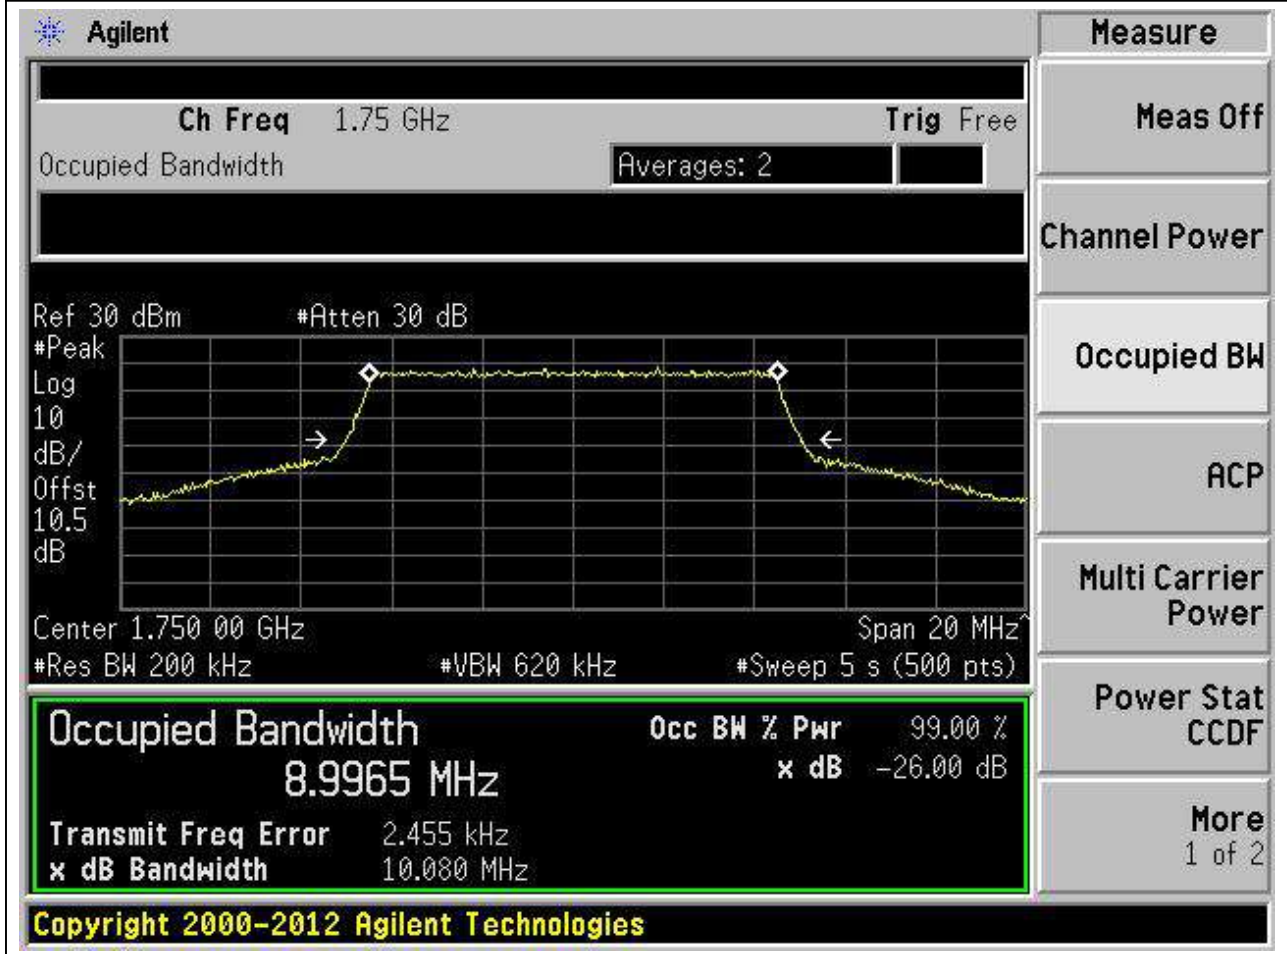 Agilent
Measure
Ch Freq 1.75 GHz Trig Free
Occupied Bandwidth Averages: 2
Meas Off
Channel Power
Occupied BW
ACP
Multi Carrier
Power
Power Stat
CCDF
More
1 of 2
Ref 30 dBm #Atten 30 dB
#Peak
Log
10
dB/
Offst
10.5
dB
Center 1.750 00 GHz Span 20 MHz^
#Res BW 200 kHz #VBW 620 kHz #Sweep 5 s (500 pts)
Occupied Bandwidth Occ BW % Pwr 99.00 %
8.9965 MHz x dB -26.00 dB
Transmit Freq Error 2.455 kHz
x dB Bandwidth 10.080 MHz
Copyright 2000-2012 Agilent Technologies